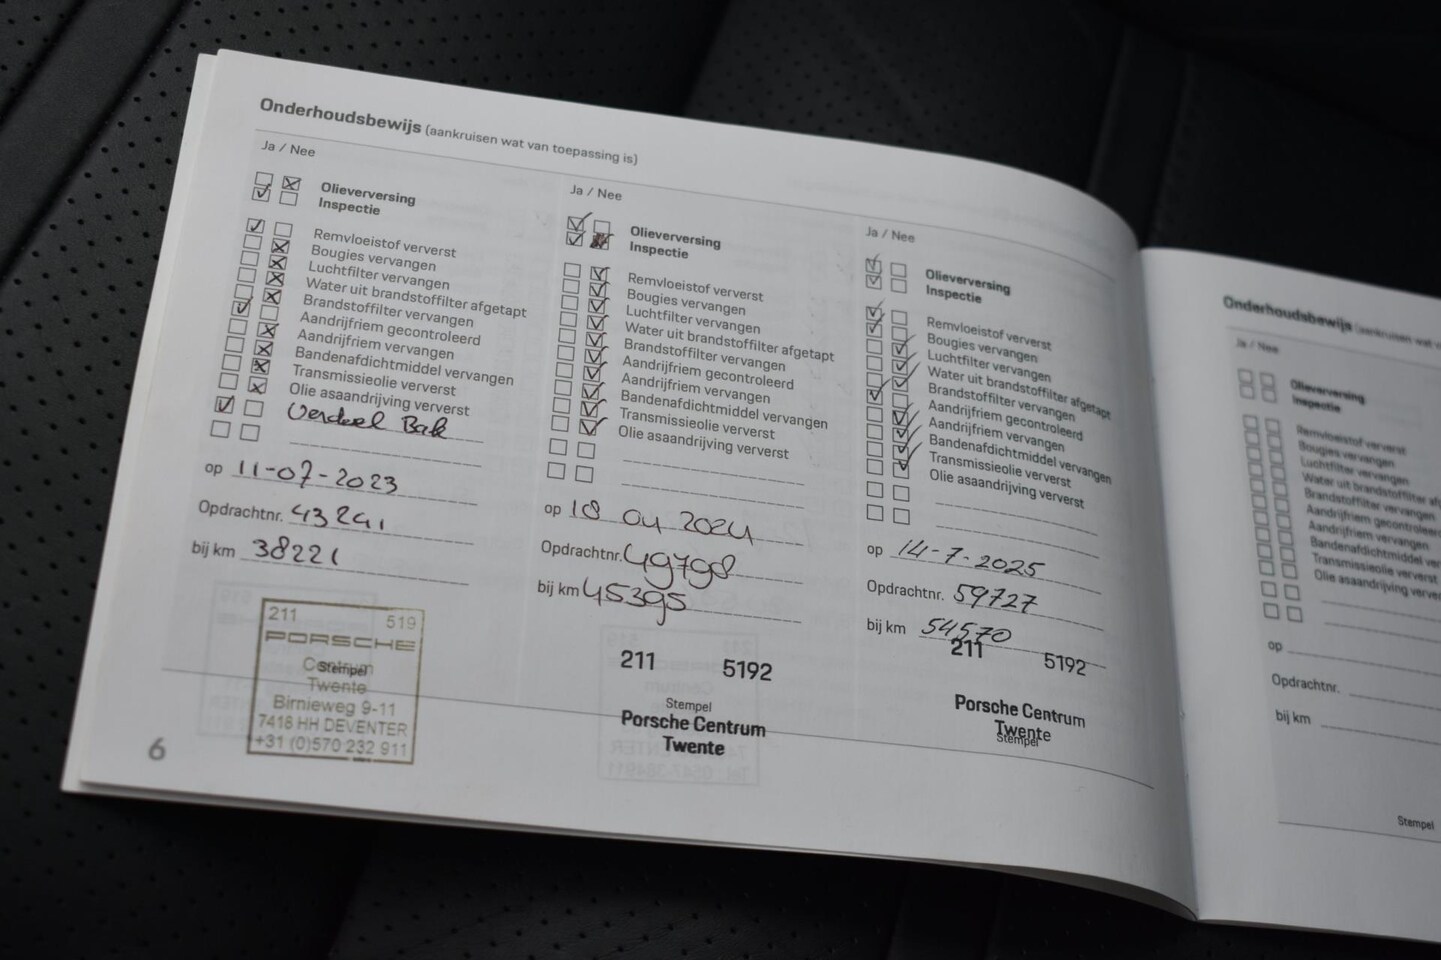 Onderhoudsbewijs (aankruisen wat van toepassing is)
Ja / Nee
Olieverversing
Inspectie
Remvloeistof ververst
Bougies vervangen
Luchtfilter vervangen
Water uit brandstoffilter afgetapt
Brandstoffilter vervangen
Aandrijfriem gecontroleerd
Aandrijfriem vervangen
Bandenafdichtmiddel vervangen
Transmissieolie ververst
Olie asaandrijving ververst
Verdeel Bak
op 11-07-2023
Opdrachtnr. 43241
bij km 38221
211 519
PORSCHE
Centrum
Stempel
Twente
Birnieweg 9-11
7418 HH DEVENTER
+31 (0)570 232 911
6
Ja / Nee
Olieverversing
Inspectie
Remvloeistof ververst
Bougies vervangen
Luchtfilter vervangen
Water uit brandstoffilter afgetapt
Brandstoffilter vervangen
Aandrijfriem gecontroleerd
Aandrijfriem vervangen
Bandenafdichtmiddel vervangen
Transmissieolie ververst
Olie asaandrijving ververst
op 18 04 2024
Opdrachtnr. 49798
bij km 45395
211 5192
Stempel
Porsche Centrum
Twente
Ja / Nee
Olieverversing
Inspectie
Remvloeistof ververst
Bougies vervangen
Luchtfilter vervangen
Water uit brandstoffilter afgetapt
Brandstoffilter vervangen
Aandrijfriem gecontroleerd
Aandrijfriem vervangen
Bandenafdichtmiddel vervangen
Transmissieolie ververst
Olie asaandrijving ververst
op 14-7-2025
Opdrachtnr. 59727
bij km 54570
211 5192
Porsche Centrum
Twente
Stempel
Onderhoudsbewijs (aankruisen wat
Ja / Nee
Olieverversing
Inspectie
Remvloeistof ververst
Bougies vervangen
Luchtfilter vervangen
Water uit brandstoffilter
Brandstoffilter vervangen
Aandrijfriem gecontroleerd
Aandrijfriem vervangen
Bandenafdichtmiddel
Transmissieolie ververst
Olie asaandrijving
op
Opdrachtnr.
bij km
Stempel